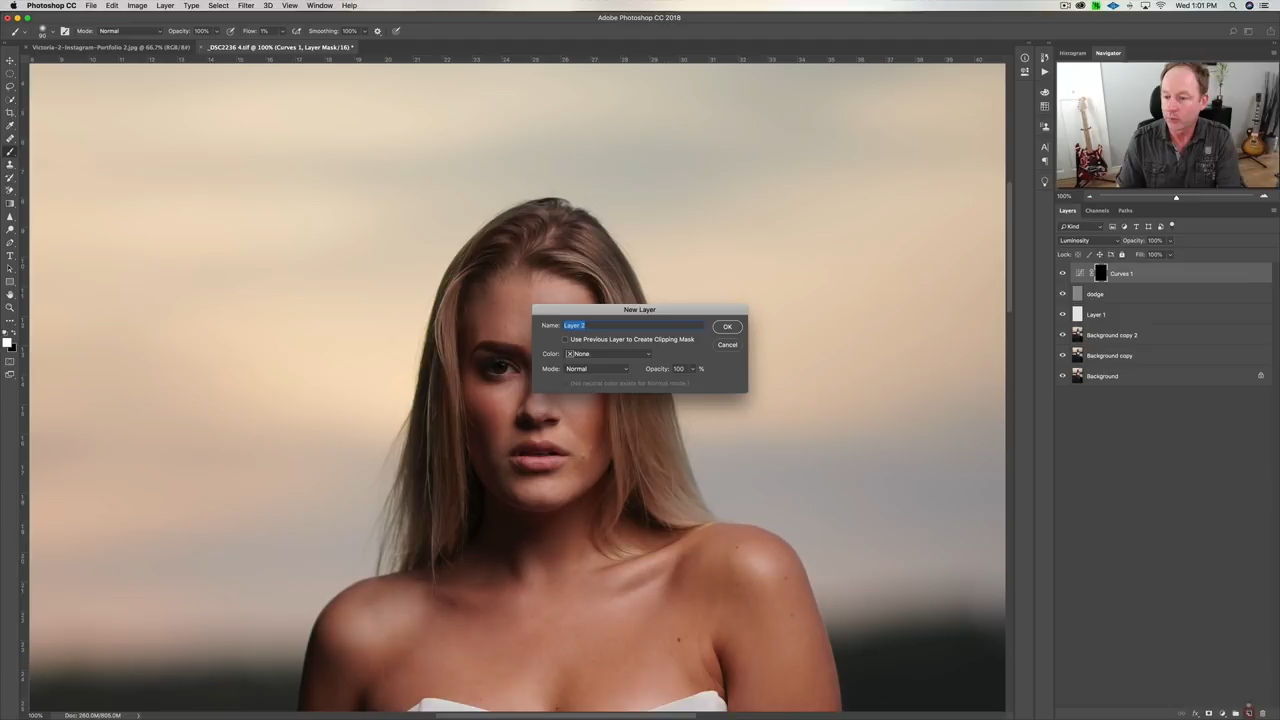 Photoshop CC File Edit Image Layer Type Select Filter 3D View Window Help Wed 1:01 PM
Adobe Photoshop CC 2018
90 Mode: Normal Opacity: 100% Flow: 1% Smoothing: 100%
Victoria-2-Instagram-Portfolio 2.jpg @ 66.7% (RGB/8#) _DSC2236 4.tif @ 100% (Curves 1, Layer Mask/16) *
Histogram Navigator
100%
Layers Channels Paths
Kind
Luminosity Opacity: 100%
Lock: Fill: 100%
Curves 1
dodge
Layer 1
Background copy 2
Background copy
Background
New Layer
Name: Layer 2 OK
Use Previous Layer to Create Clipping Mask
Cancel
Color: None
Mode: Normal Opacity: 100 %
(No neutral color exists for Normal mode.)
100% Doc: 260.0M/805.0M